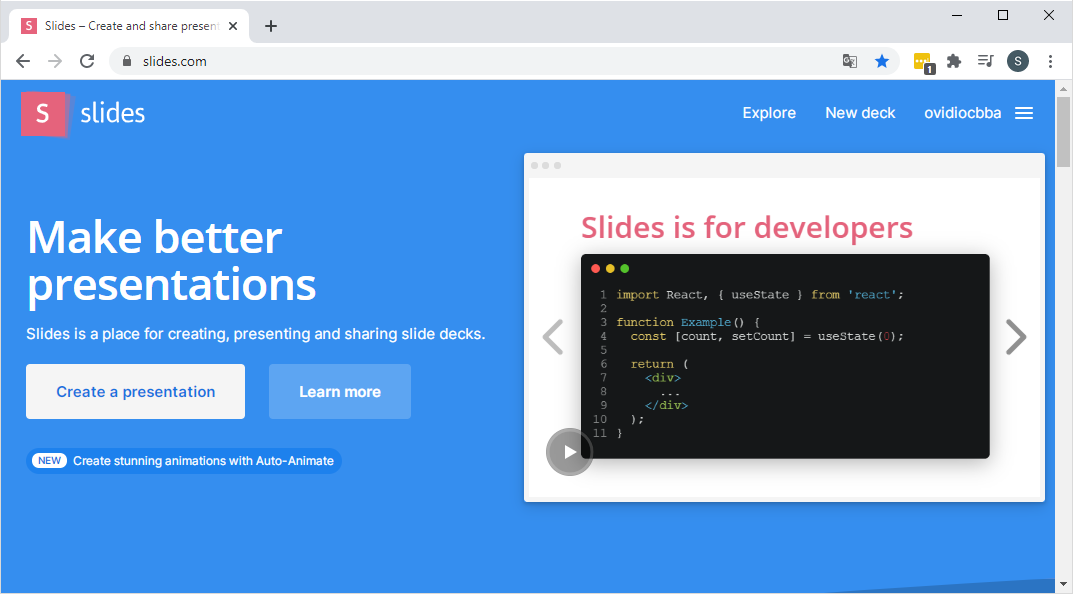 S Slides – Create and share present
slides.com
1
S
S slides
Explore New deck ovidiocbba
Make better
presentations
Slides is a place for creating, presenting and sharing slide decks.
Create a presentation Learn more
NEW Create stunning animations with Auto-Animate
Slides is for developers
1 import React, { useState } from 'react';
2
3 function Example() {
4 const [count, setCount] = useState(0);
5
6 return (
7 <div>
8 ...
9 </div>
10 );
11 }